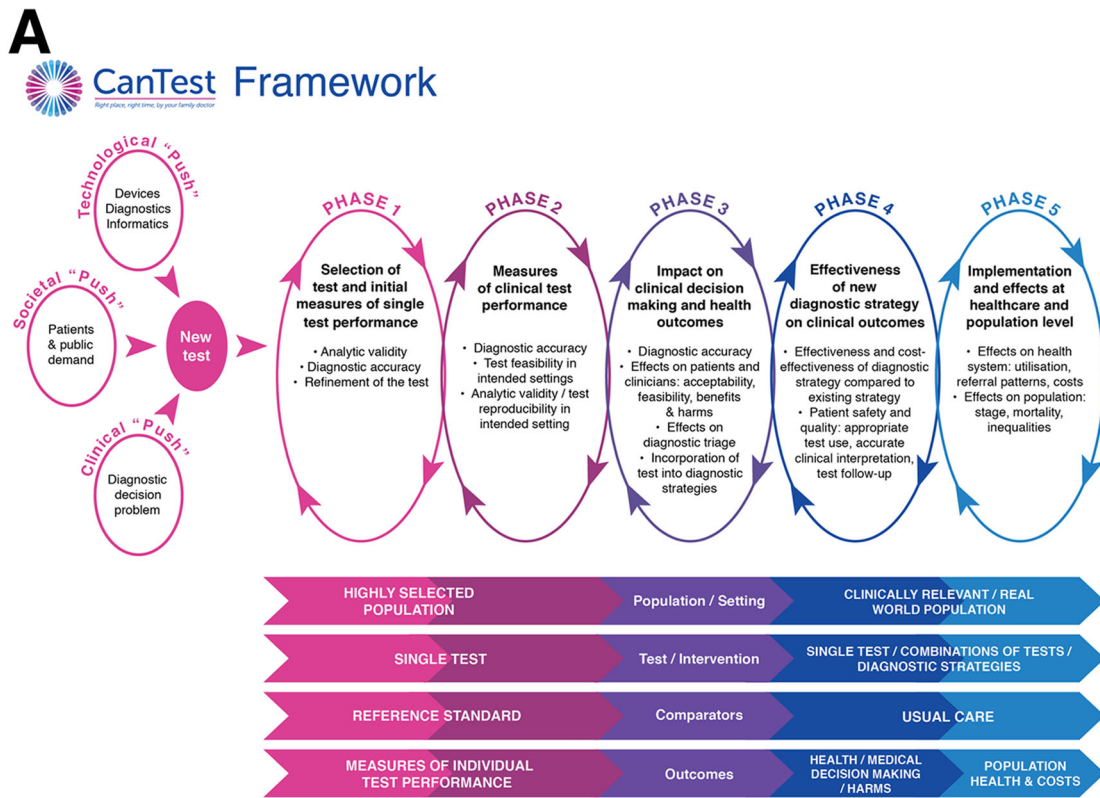 A
CanTest Framework
Right place, right time, by your family doctor
Technological “Push”
Devices
Diagnostics
Informatics
Societal “Push”
Patients
& public
demand
Clinical “Push”
Diagnostic
decision
problem
New
test
PHASE 1
Selection of
test and initial
measures of single
test performance
• Analytic validity
• Diagnostic accuracy
• Refinement of the test
PHASE 2
Measures
of clinical test
performance
• Diagnostic accuracy
• Test feasibility in
intended settings
• Analytic validity / test
reproducibility in
intended setting
PHASE 3
Impact on
clinical decision
making and health
outcomes
• Diagnostic accuracy
• Effects on patients and
clinicians: acceptability,
feasibility, benefits
& harms
• Effects on
diagnostic triage
• Incorporation of
test into diagnostic
strategies
PHASE 4
Effectiveness
of new
diagnostic strategy
on clinical outcomes
• Effectiveness and cost-
effectiveness of diagnostic
strategy compared to
existing strategy
• Patient safety and
quality: appropriate
test use, accurate
clinical interpretation,
test follow-up
PHASE 5
Implementation
and effects at
healthcare and
population level
• Effects on health
system: utilisation,
referral patterns, costs
• Effects on population:
stage, mortality,
inequalities
HIGHLY SELECTED
POPULATION
Population / Setting
CLINICALLY RELEVANT / REAL
WORLD POPULATION
SINGLE TEST
Test / Intervention
SINGLE TEST / COMBINATIONS OF TESTS /
DIAGNOSTIC STRATEGIES
REFERENCE STANDARD
Comparators
USUAL CARE
MEASURES OF INDIVIDUAL
TEST PERFORMANCE
Outcomes
HEALTH / MEDICAL
DECISION MAKING
/ HARMS
POPULATION
HEALTH & COSTS